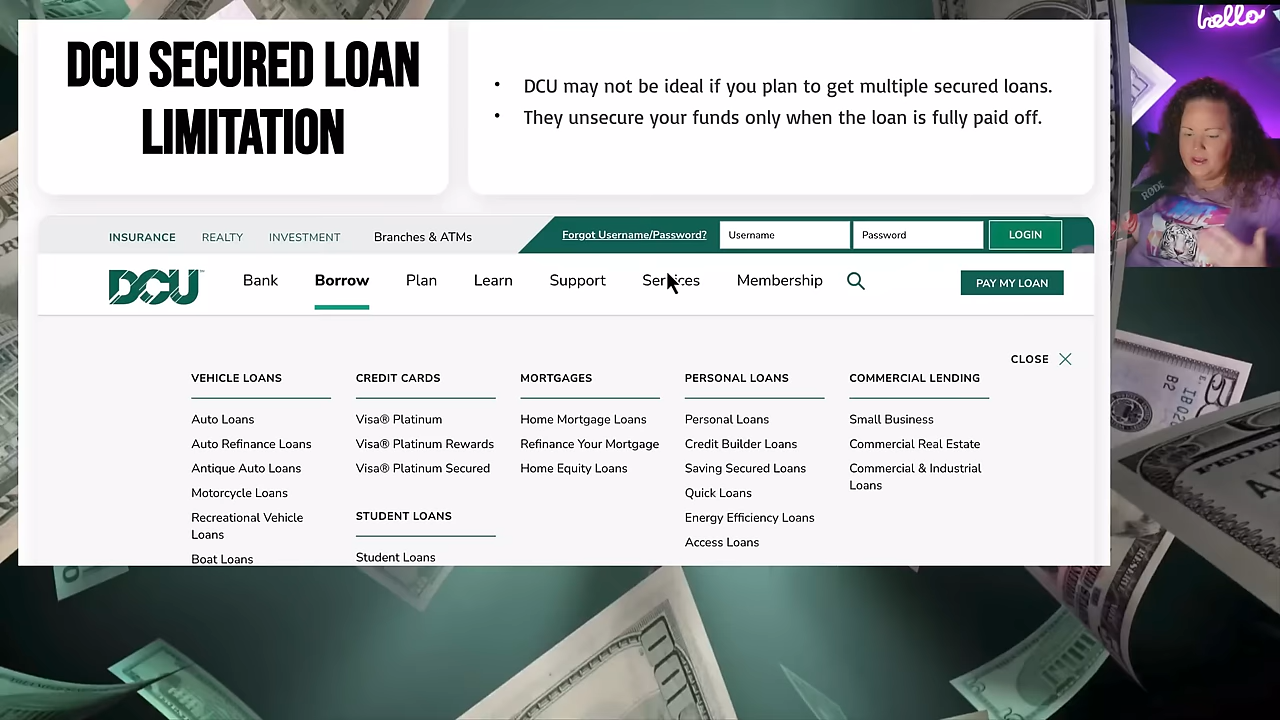 hello
DCU SECURED LOAN
LIMITATION
• DCU may not be ideal if you plan to get multiple secured loans.
• They unsecure your funds only when the loan is fully paid off.
RODE
INSURANCE REALTY INVESTMENT Branches & ATMs Forgot Username/Password? Username Password LOGIN
DCU Bank Borrow Plan Learn Support Services Membership PAY MY LOAN
CLOSE
VEHICLE LOANS
Auto Loans
Auto Refinance Loans
Antique Auto Loans
Motorcycle Loans
Recreational Vehicle
Loans
Boat Loans
CREDIT CARDS
Visa® Platinum
Visa® Platinum Rewards
Visa® Platinum Secured
STUDENT LOANS
Student Loans
MORTGAGES
Home Mortgage Loans
Refinance Your Mortgage
Home Equity Loans
PERSONAL LOANS
Personal Loans
Credit Builder Loans
Saving Secured Loans
Quick Loans
Energy Efficiency Loans
Access Loans
COMMERCIAL LENDING
Small Business
Commercial Real Estate
Commercial & Industrial
Loans